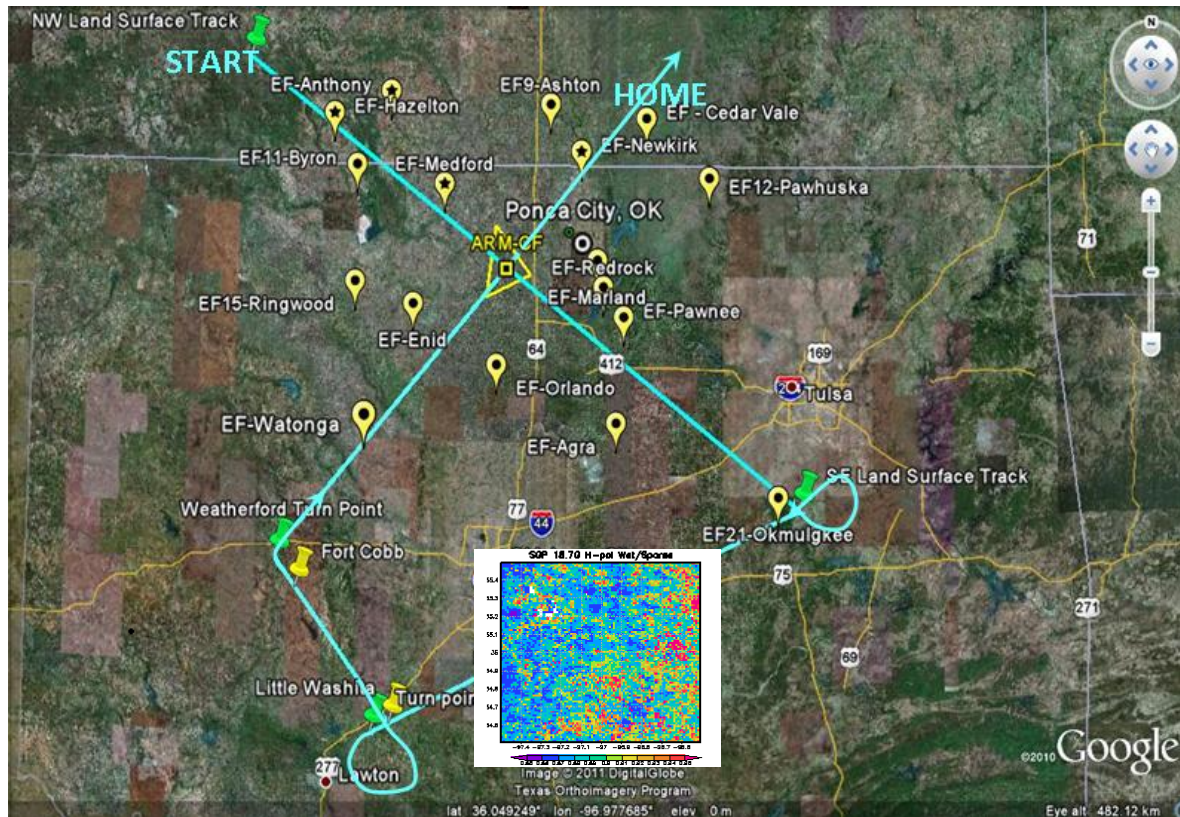 NW Land Surface Track
N
START
EF-Anthony
EF-Hazelton
EF9-Ashton
HOME
EF - Cedar Vale
EF11-Byron
EF-Medford
EF-Newkirk
EF12-Pawhuska
Ponca City, OK
ARM-CF
71
EF-Redrock
EF15-Ringwood
EF-Marland
EF-Pawnee
EF-Enid
64
412
169
EF-Orlando
Tulsa
EF-Watonga
EF-Agra
SE Land Surface Track
Weatherford Turn Point
77
44
EF21-Okmulgee
Fort Cobb
SGP 18.7G H-pol Wet/Sparse
75
271
69
Little Washita
Turn poin
277
Lawton
Image © 2011 DigitalGlobe
Texas Orthoimagery Program
©2010 Google
lat 36.049249° lon -96.977685° elev 0 m
Eye alt 482.12 km